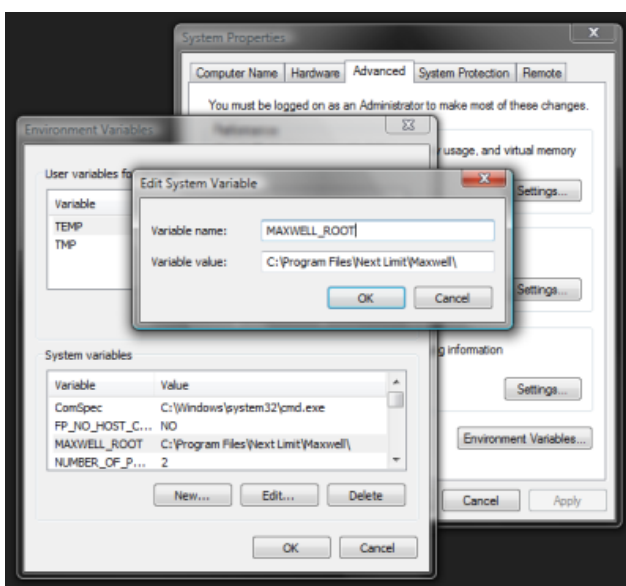 System Properties
Computer Name Hardware Advanced System Protection Remote
You must be logged on as an Administrator to make most of these changes.
usage, and virtual memory
Settings...
Settings...
g information
Settings...
Environment Variables...
Cancel Apply
Environment Variables
User variables fo
Variable
TEMP
TMP
Edit System Variable
Variable name: MAXWELL_ROOT
Variable value: C:\Program Files\Next Limit\Maxwell\
OK Cancel
System variables
Variable Value
ComSpec C:\Windows\system32\cmd.exe
FP_NO_HOST_C... NO
MAXWELL_ROOT C:\Program Files\Next Limit\Maxwell\
NUMBER_OF_P... 2
New... Edit... Delete
OK Cancel